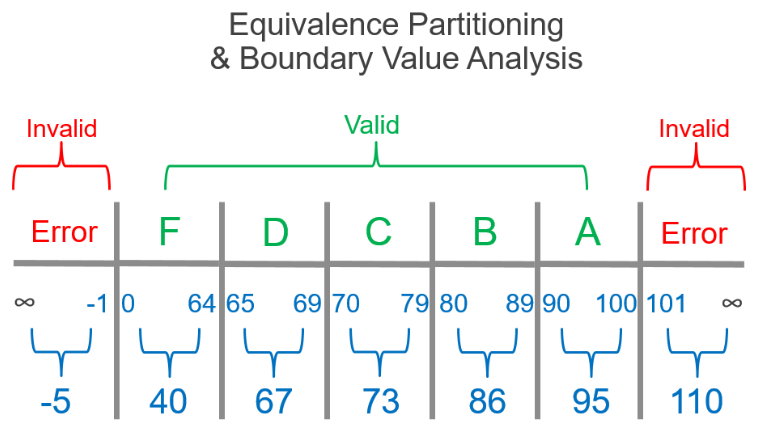 Equivalence Partitioning
& Boundary Value Analysis
Invalid Valid Invalid
Error F D C B A Error
∞ -1 0 64 65 69 70 79 80 89 90 100 101 ∞
-5 40 67 73 86 95 110